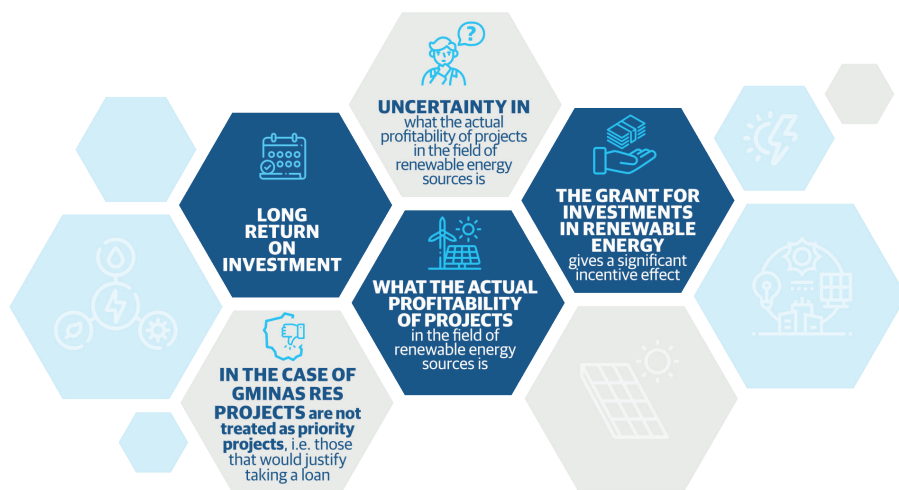 ?
UNCERTAINTY IN
what the actual
profitability of projects
in the field of
renewable energy
sources is
LONG
RETURN
ON
INVESTMENT
THE GRANT FOR
INVESTMENTS
IN RENEWABLE
ENERGY
gives a significant
incentive effect
WHAT THE ACTUAL
PROFITABILITY
OF PROJECTS
in the field of
renewable energy
sources is
IN THE CASE OF
GMINAS RES
PROJECTS are not
treated as priority
projects, i.e. those
that would justify
taking a loan